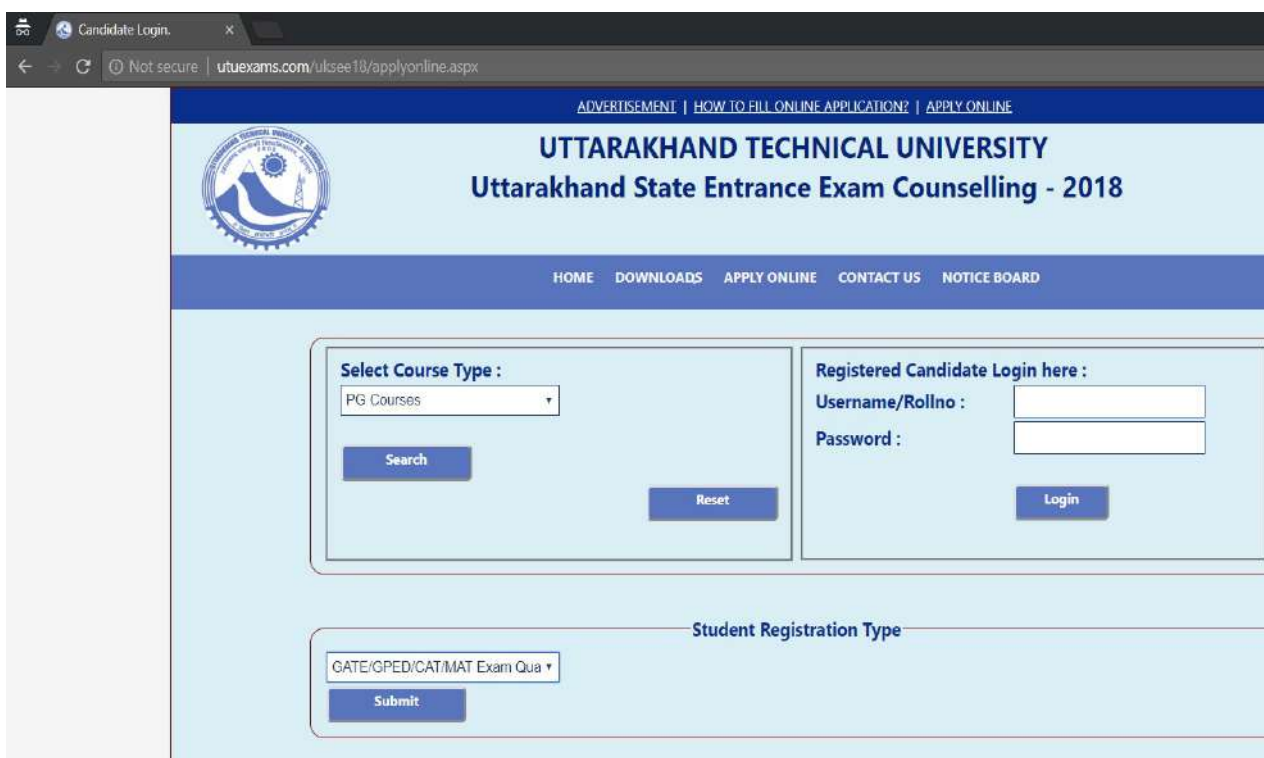 Candidate Login.
Not secure | utuexams.com/uksee18/applyonline.aspx
ADVERTISEMENT | HOW TO FILL ONLINE APPLICATION? | APPLY ONLINE
UTTARAKHAND TECHNICAL UNIVERSITY
Uttarakhand State Entrance Exam Counselling - 2018
HOME DOWNLOADS APPLY ONLINE CONTACT US NOTICE BOARD
Select Course Type :
PG Courses
Search
Reset
Registered Candidate Login here :
Username/Rollno :
Password :
Login
Student Registration Type
GATE/GPED/CAT/MAT Exam Qua
Submit